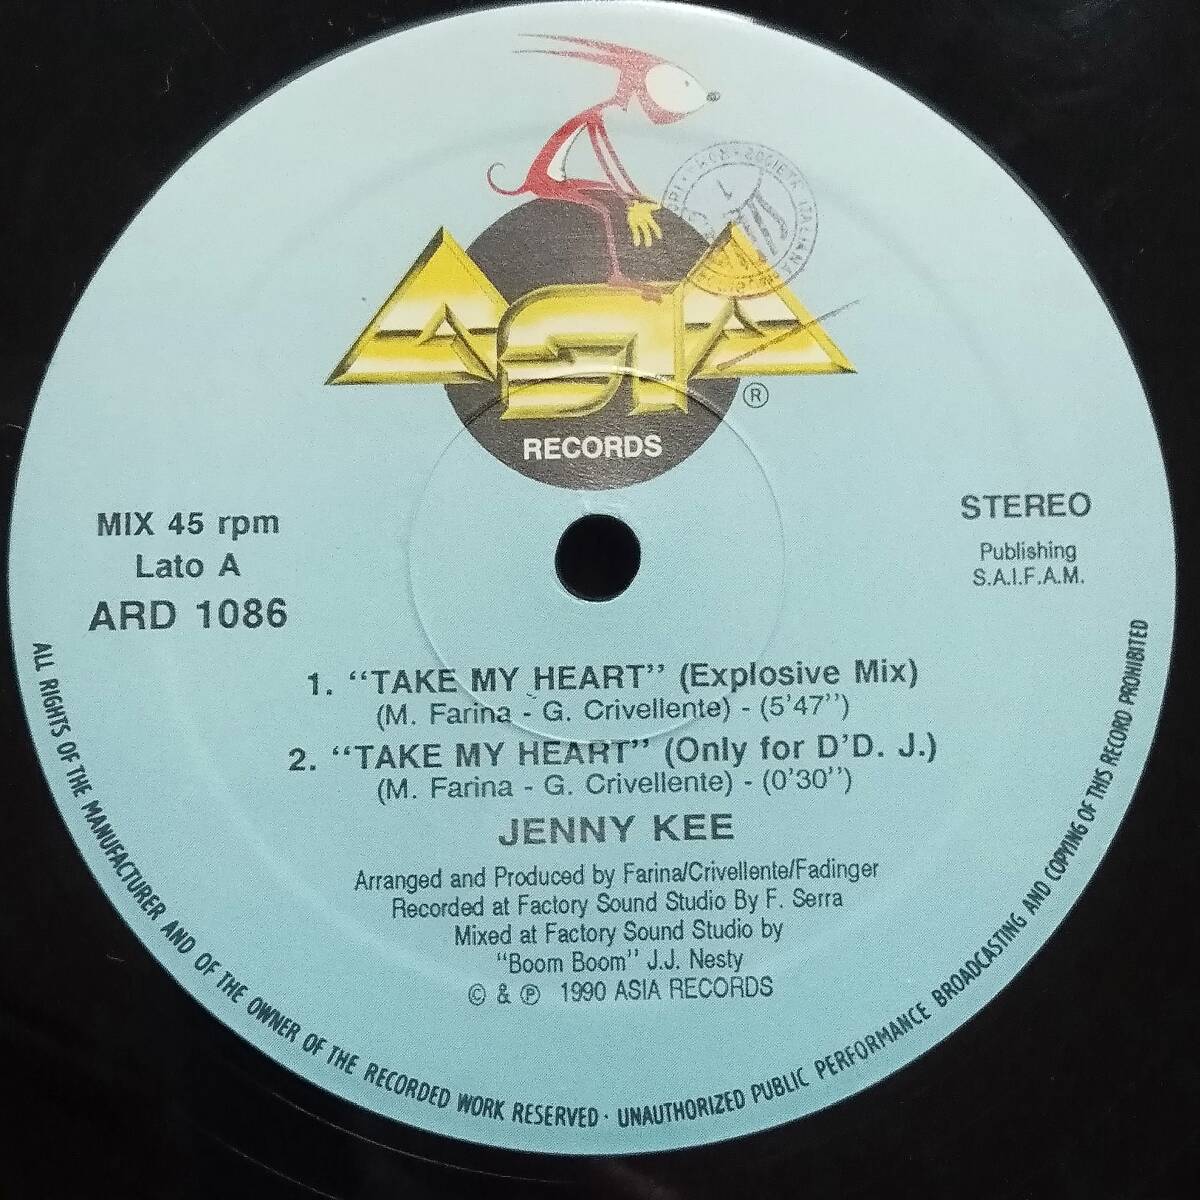 ASIA
®
RECORDS
MIX 45 rpm
Lato A
ARD 1086
STEREO
Publishing
S.A.I.F.A.M.
1. "TAKE MY HEART" (Explosive Mix)
(M. Farina - G. Crivellente) - (5'47")
2. "TAKE MY HEART" (Only for D'D. J.)
(M. Farina - G. Crivellente) - (0'30")
JENNY KEE
Arranged and Produced by Farina/Crivellente/Fadinger
Recorded at Factory Sound Studio By F. Serra
Mixed at Factory Sound Studio by
"Boom Boom" J.J. Nesty
© & ℗ 1990 ASIA RECORDS
ALL RIGHTS OF THE MANUFACTURER AND OF THE OWNER OF THE RECORDED WORK RESERVED · UNAUTHORIZED PUBLIC PERFORMANCE BROADCASTING AND COPYING OF THIS RECORD PROHIBITED
SOCIETA ITALIANA